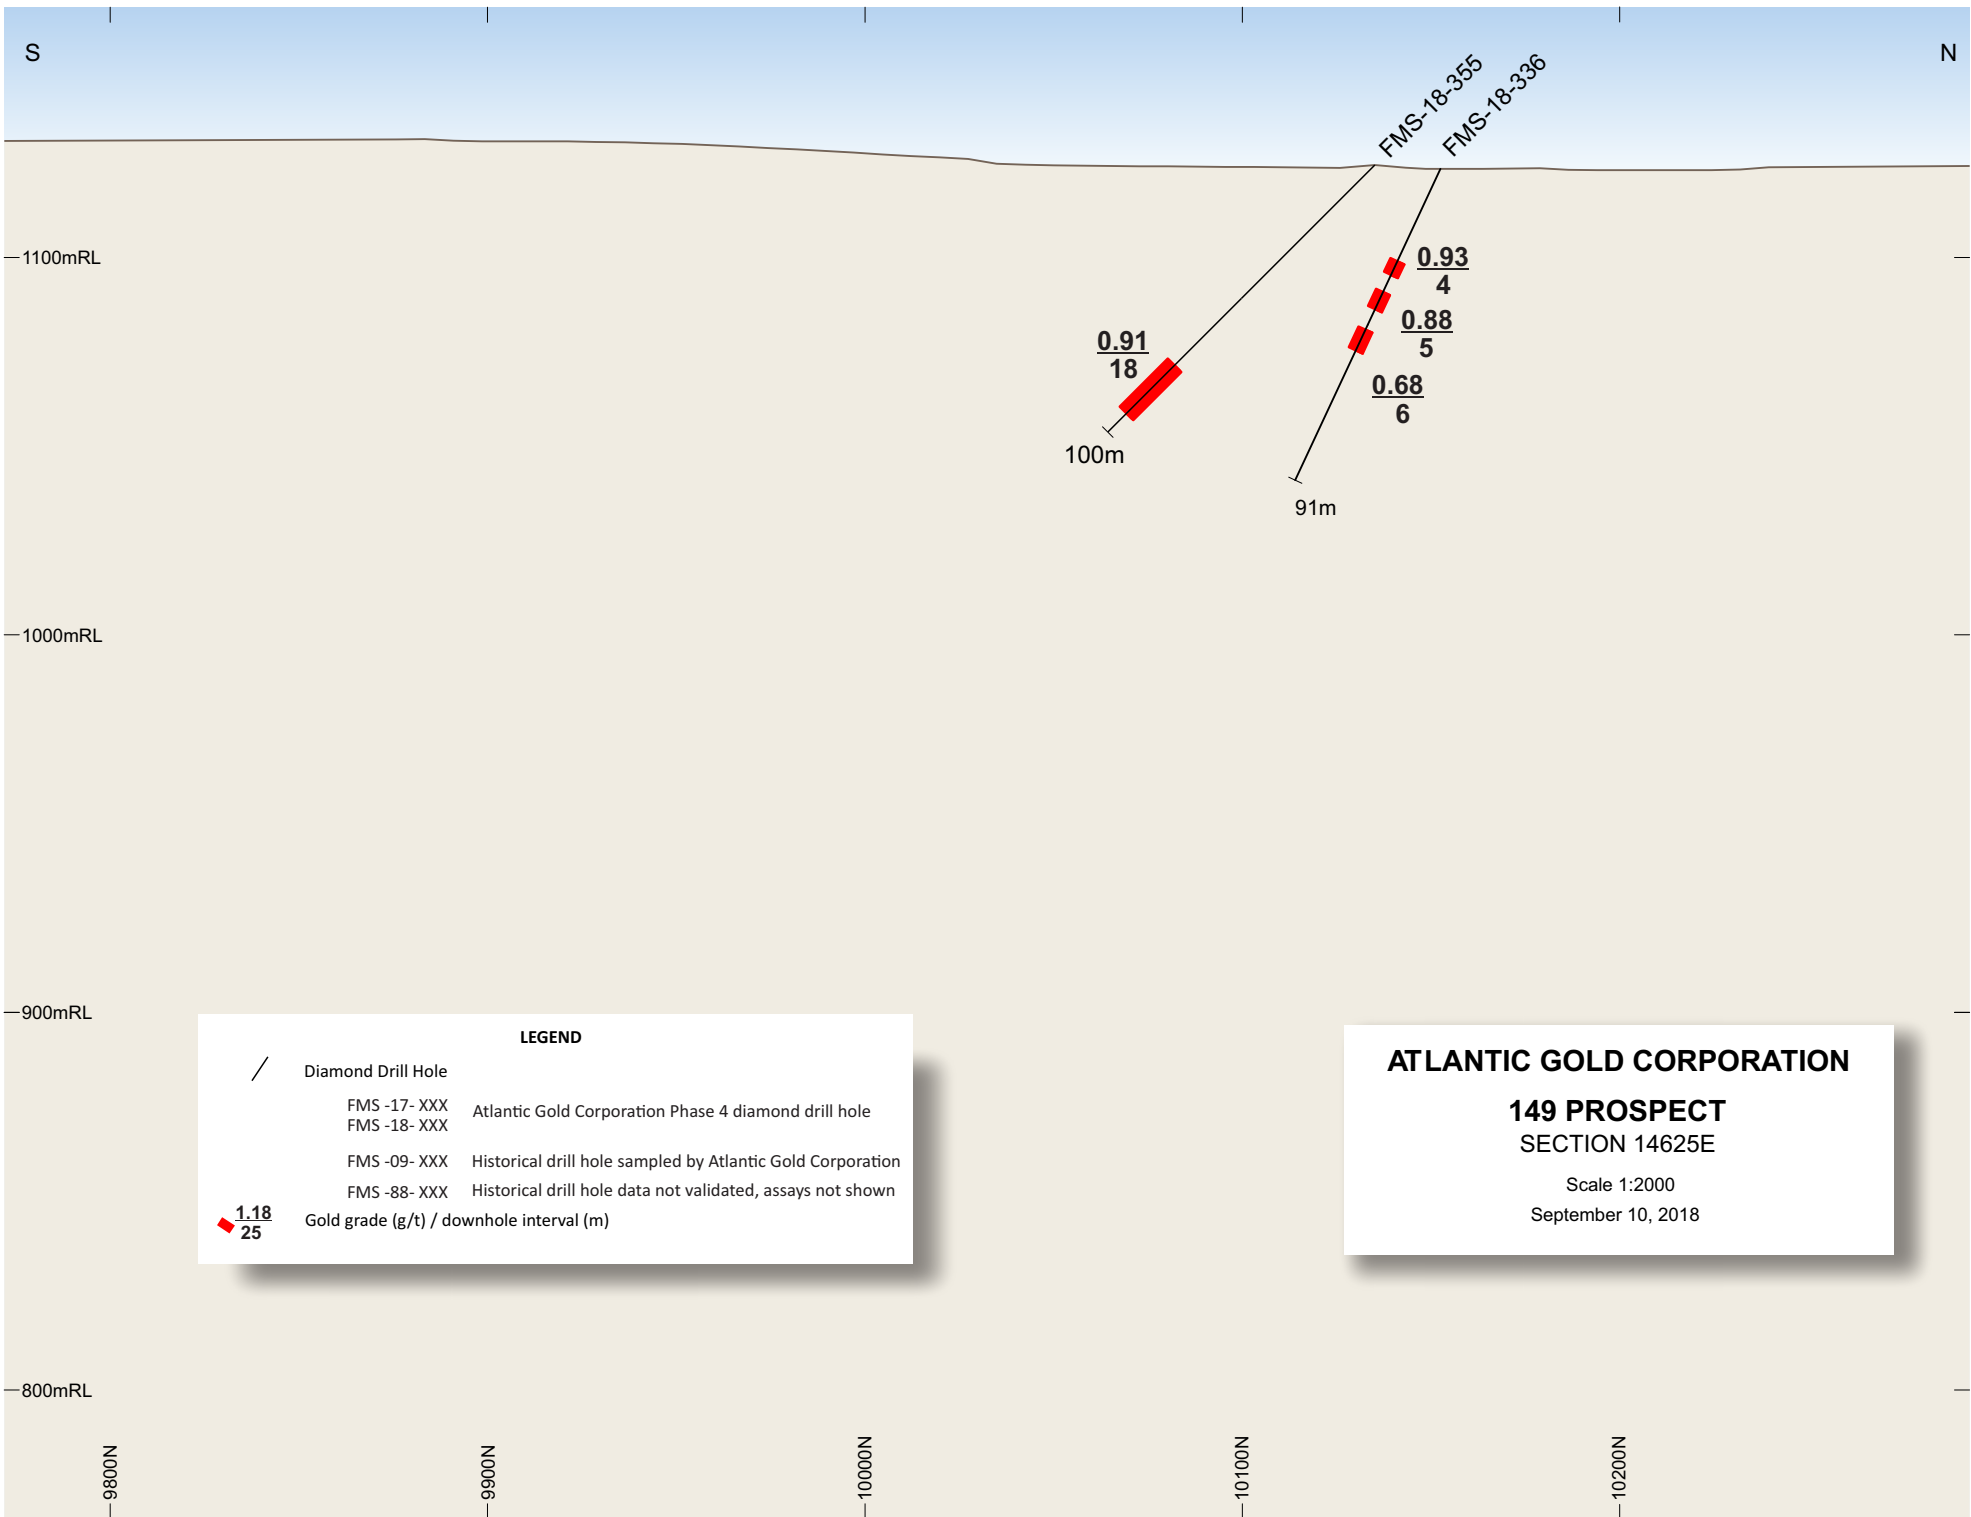 S
N
FMS-18-355
FMS-18-336
1100mRL
0.93
4
0.88
5
0.91
18
0.68
6
100m
91m
1000mRL
900mRL
LEGEND
Diamond Drill Hole
FMS -17- XXX
FMS -18- XXX
Atlantic Gold Corporation Phase 4 diamond drill hole
FMS -09- XXX Historical drill hole sampled by Atlantic Gold Corporation
FMS -88- XXX Historical drill hole data not validated, assays not shown
1.18
25
Gold grade (g/t) / downhole interval (m)
ATLANTIC GOLD CORPORATION
149 PROSPECT
SECTION 14625E
Scale 1:2000
September 10, 2018
800mRL
9800N
9900N
10000N
10100N
10200N